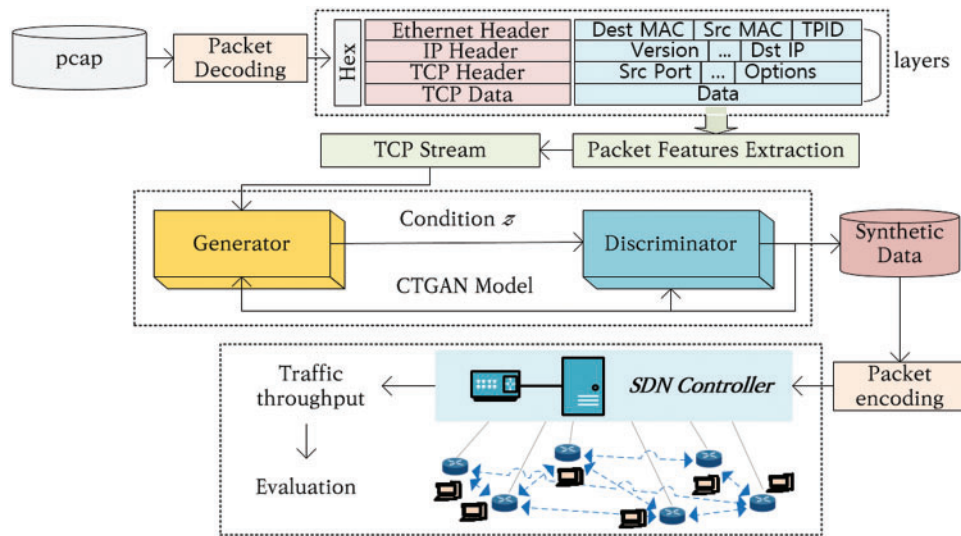 pcap
Packet
Decoding
Hex
Ethernet Header
Dest MAC
Src MAC
TPID
IP Header
Version
...
Dst IP
TCP Header
Src Port
...
Options
TCP Data
Data
layers
TCP Stream
Packet Features Extraction
Generator
Condition z
Discriminator
CTGAN Model
Synthetic
Data
Traffic
throughput
SDN Controller
Packet
encoding
Evaluation